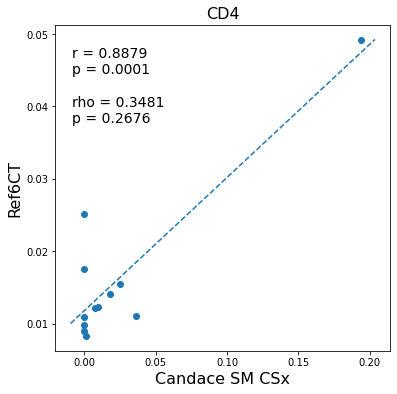 CD4
r = 0.8879
p = 0.0001
rho = 0.3481
p = 0.2676
0.05
0.04
0.03
0.02
0.01
Ref6CT
0.00 0.05 0.10 0.15 0.20
Candace SM CSx